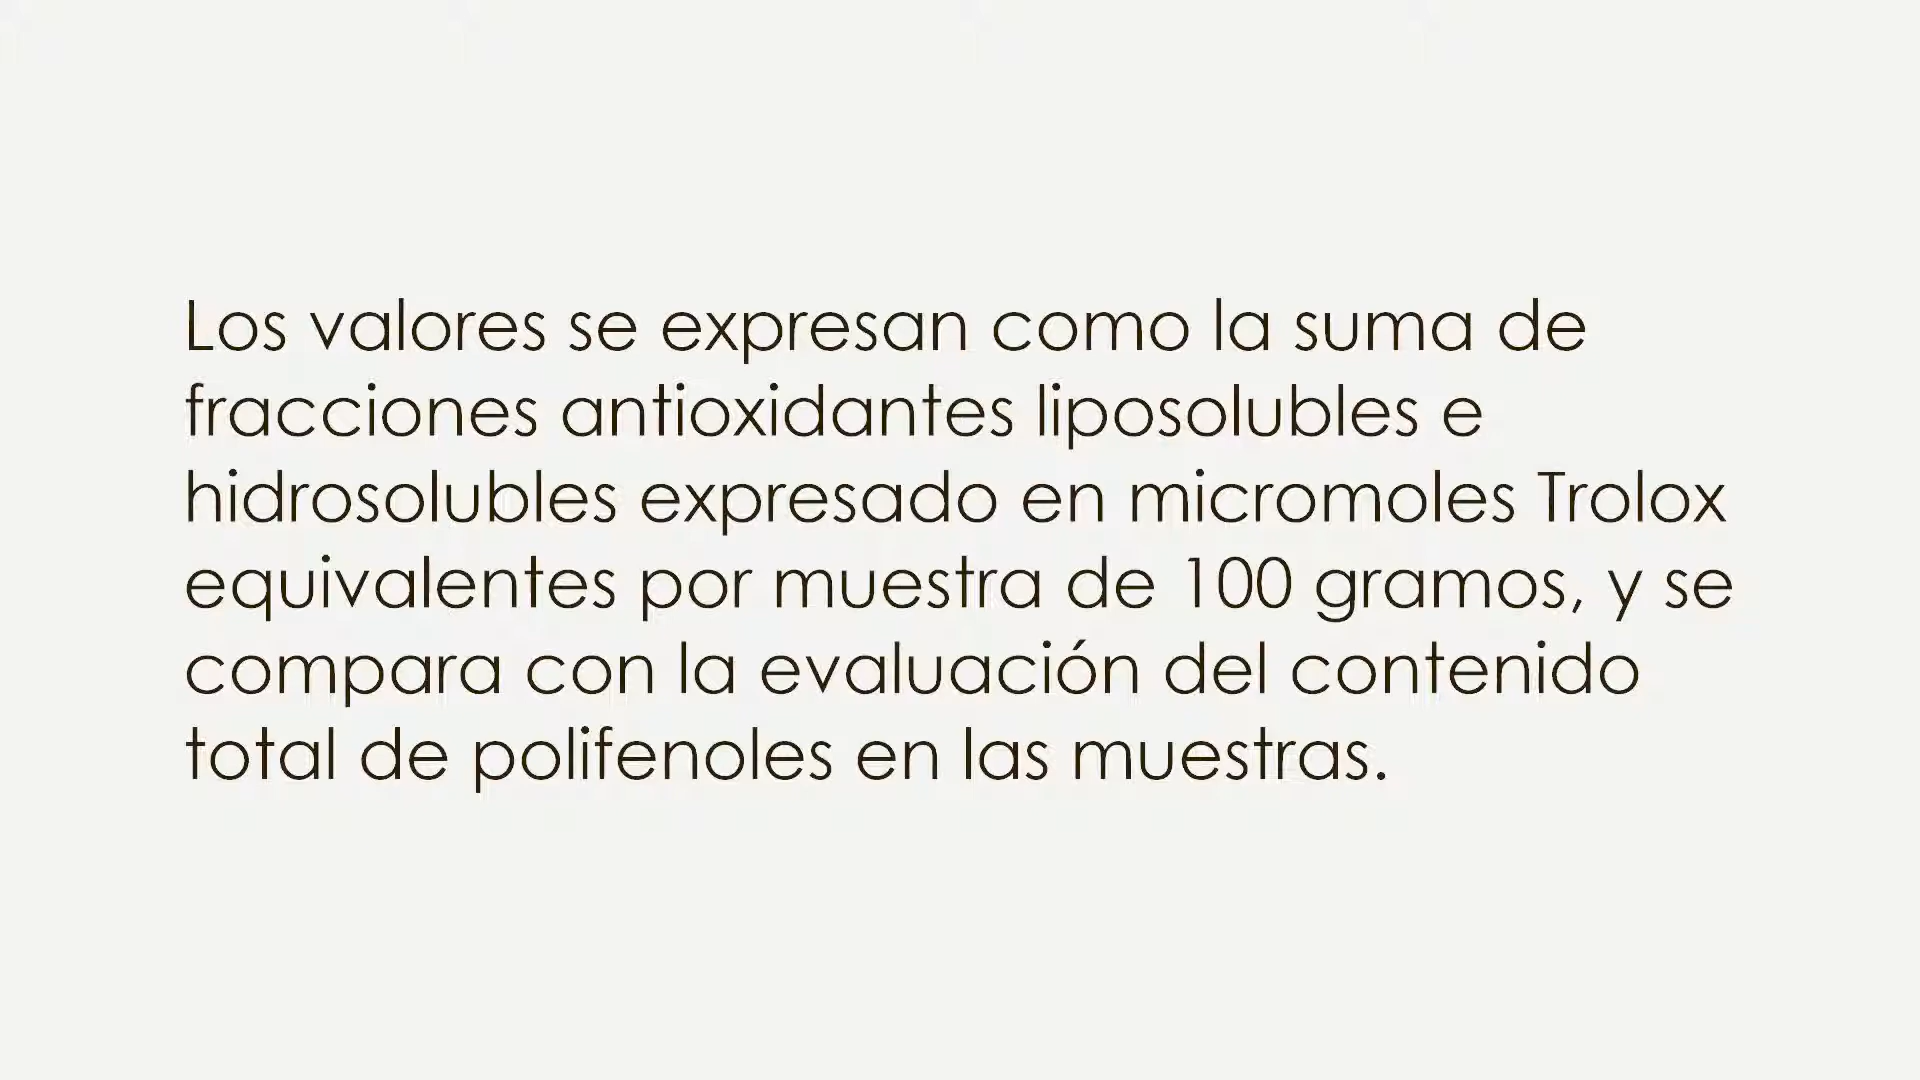 Los valores se expresan como la suma de
fracciones antioxidantes liposolubles e
hidrosolubles expresado en micromoles Trolox
equivalentes por muestra de 100 gramos, y se
compara con la evaluación del contenido
total de polifenoles en las muestras.